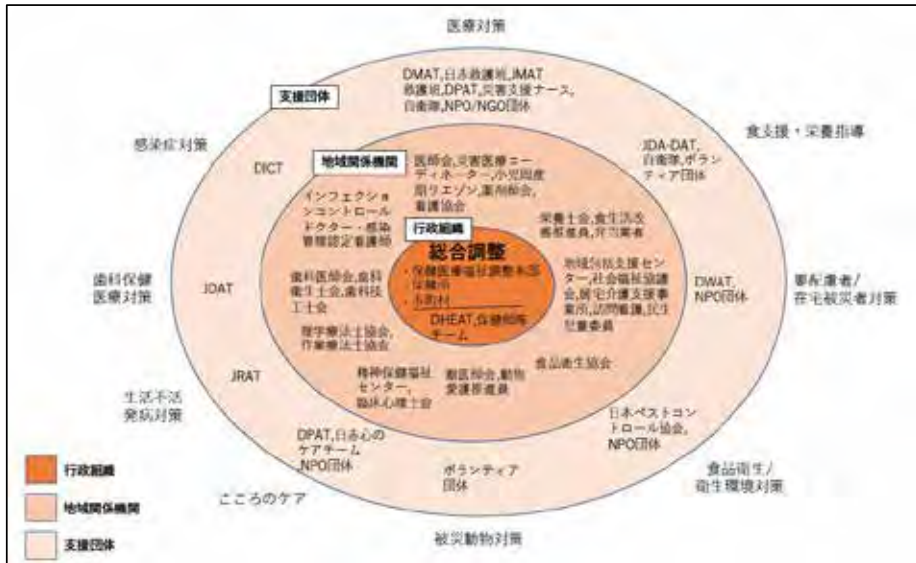 医療対策
DMAT,日赤救護班,JMAT
救護班,DPAT,災害支援ナース,
自衛隊,NPO/NGO団体
支援団体
食支援・栄養指導
感染症対策
JDA-DAT,
自衛隊,ボラン
ティア団体
DICT
地域関係機関
医師会,災害医療コー
ディネーター,小児周産
期リエゾン,薬剤師会,
看護協会
インフェクショ
ンコントロール
ドクター・感染
管理認定看護師
行政組織
栄養士会,食生活改
善推進員,弁当業者
総合調整
・保健医療福祉調整本部
・保健所
・市町村
DHEAT,保健師等
チーム
歯科保健
医療対策
JDAT
歯科医師会,歯科
衛生士会,歯科技
工士会
地域包括支援セン
ター,社会福祉協議
会,居宅介護支援事
業所,訪問看護,民生
児童委員
DWAT,
NPO団体
要配慮者/
在宅被災者対策
理学療法士協会,
作業療法士協会
JRAT
精神保健福祉
センター,
臨床心理士会
獣医師会,動物
愛護推進員
食品衛生協会
生活不活
発病対策
DPAT,日赤心の
ケアチーム
,NPO団体
ボランティア
団体
日本ペストコン
トロール協会,
NPO団体
食品衛生/
衛生環境対策
こころのケア
被災動物対策
行政組織
地域関係機関
支援団体